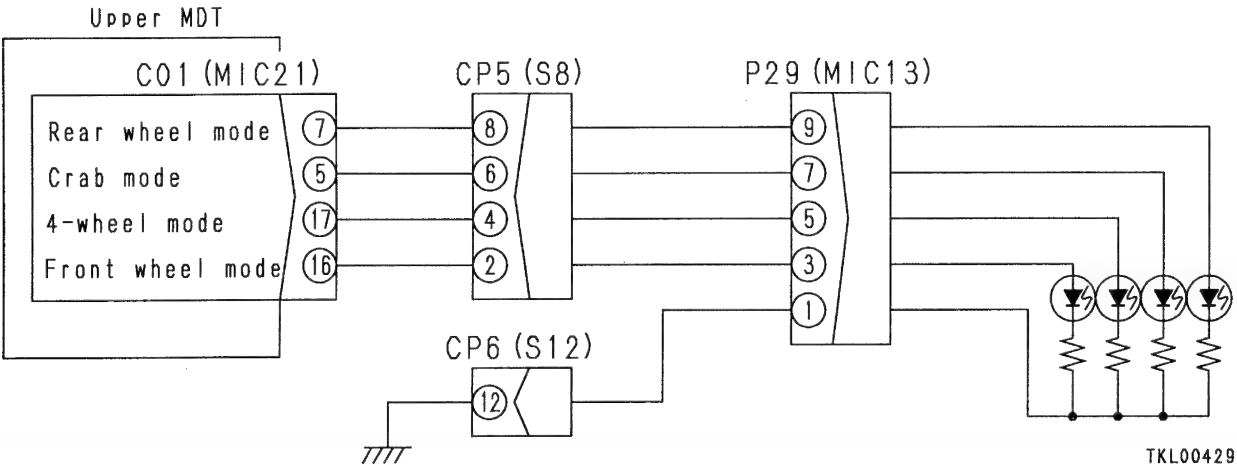 Upper MDT
C01 (MIC21) CP5 (S8) P29 (MIC13)
Rear wheel mode 7 8 9
Crab mode 5 6 7
4-wheel mode 17 4 5
Front wheel mode 16 2 3
1
CP6 (S12)
12
TKL00429